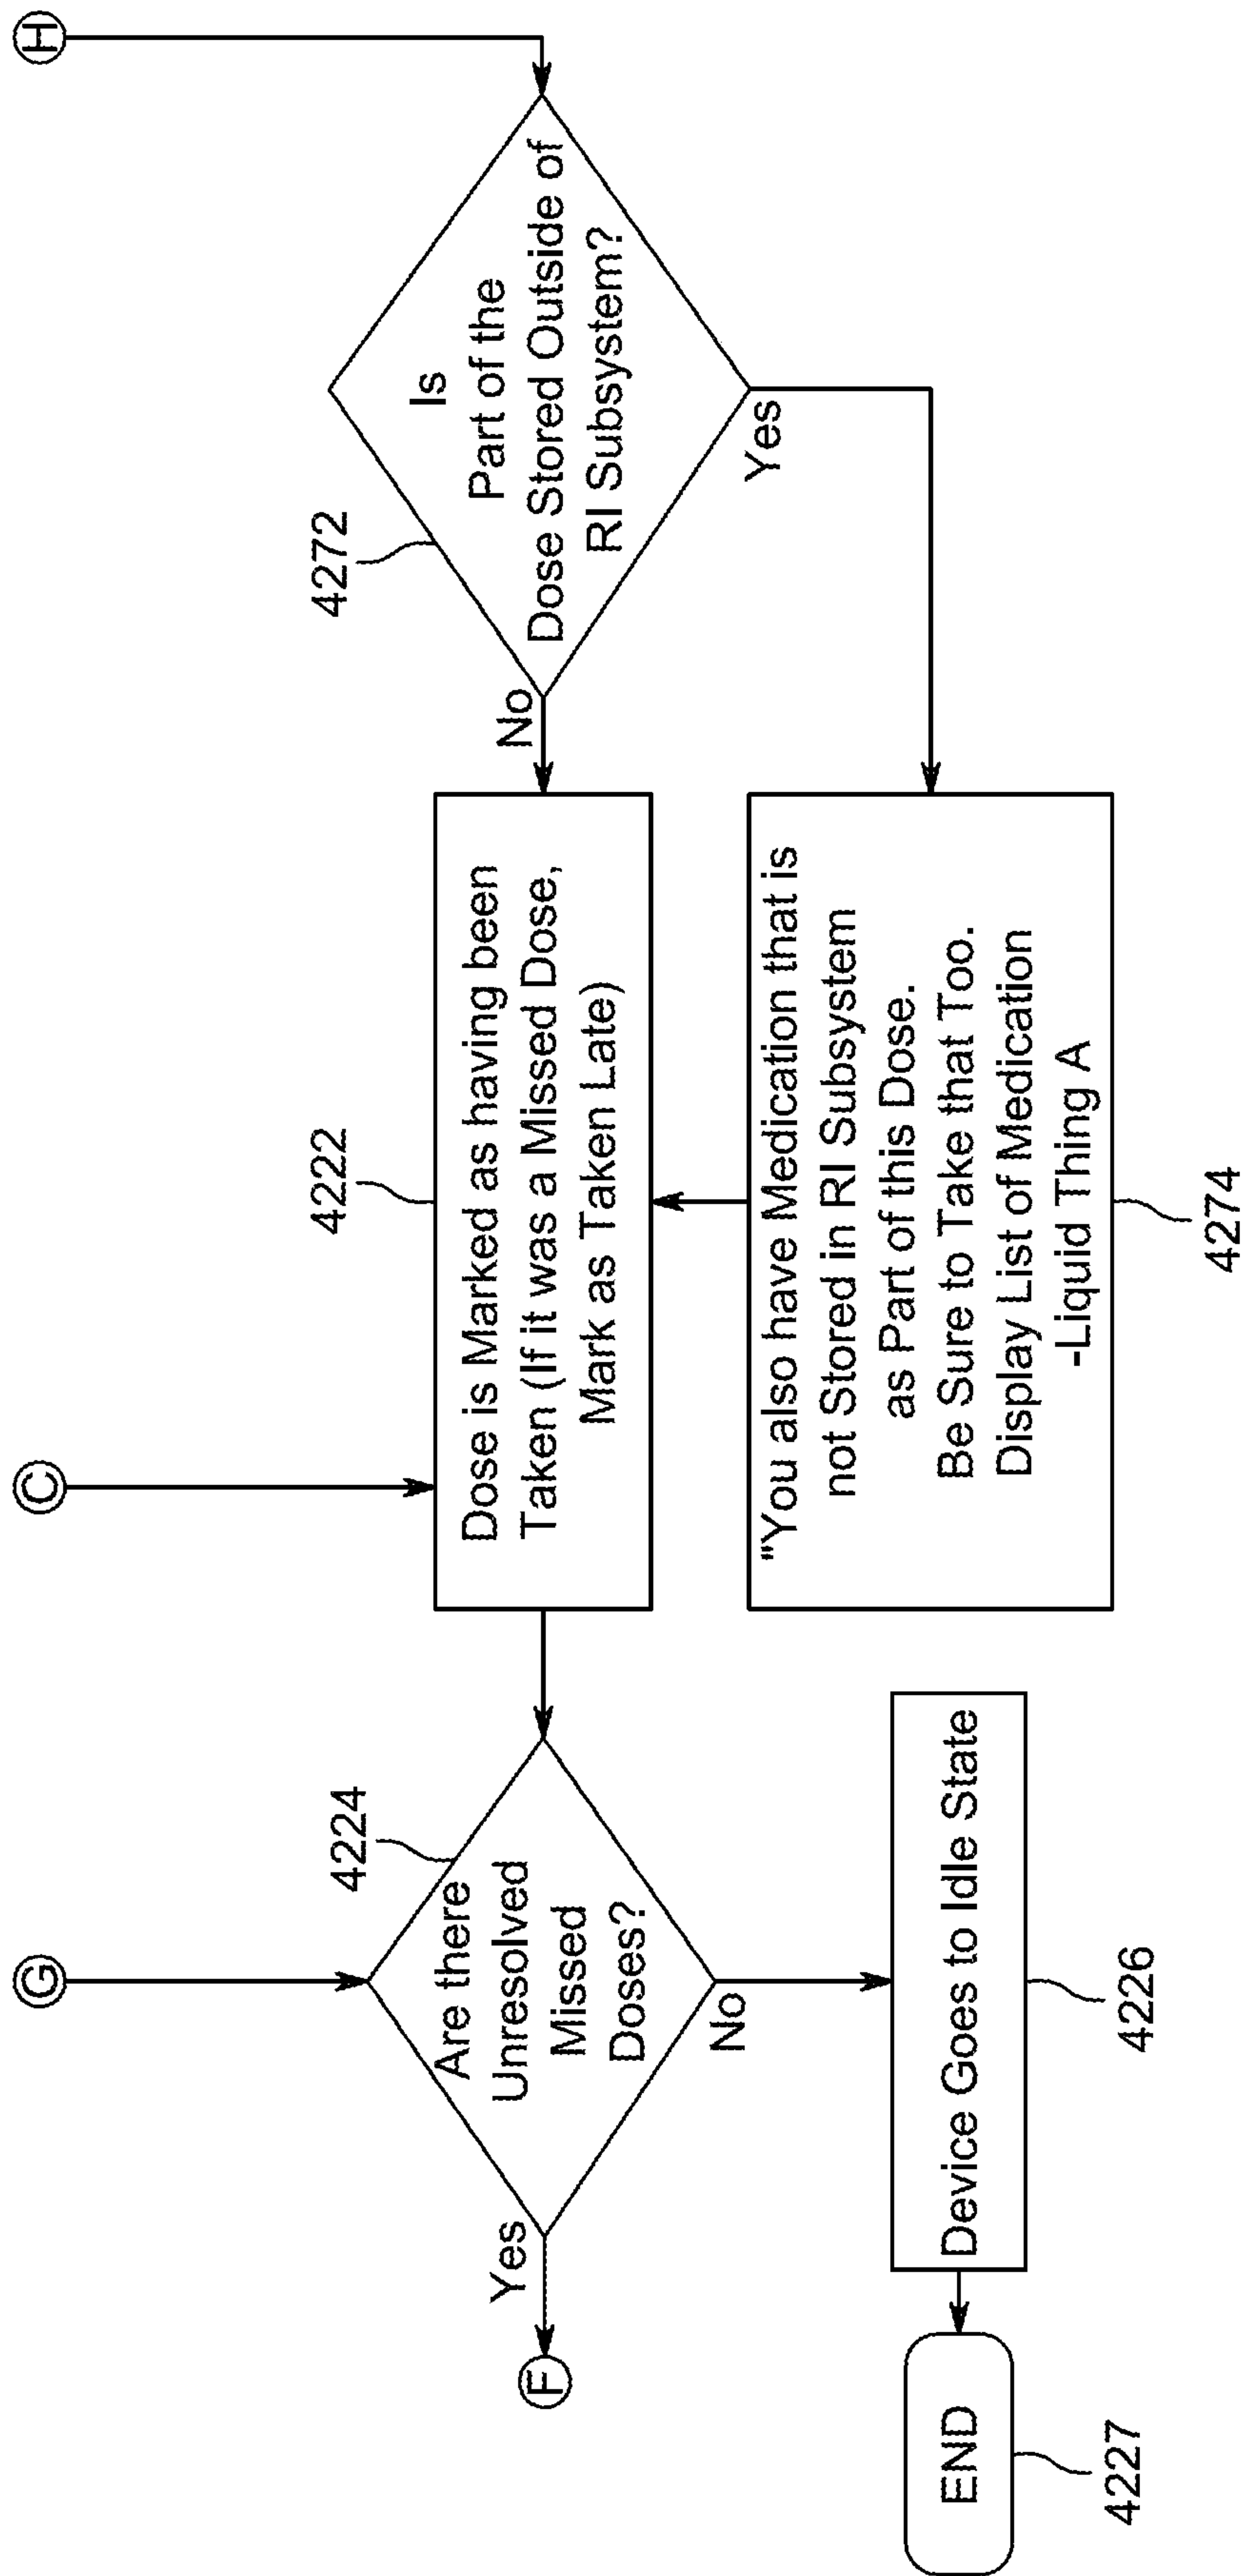 G
C
H
4224
Are there
Unresolved
Missed
Doses?
Yes
No
F
4222
Dose is Marked as having been
Taken (If it was a Missed Dose,
Mark as Taken Late)
4272
Is
Part of the
Dose Stored Outside of
RI Subsystem?
No
Yes
"You also have Medication that is
not Stored in RI Subsystem
as Part of this Dose.
Be Sure to Take that Too.
Display List of Medication
-Liquid Thing A
4274
Device Goes to Idle State
4226
END
4227